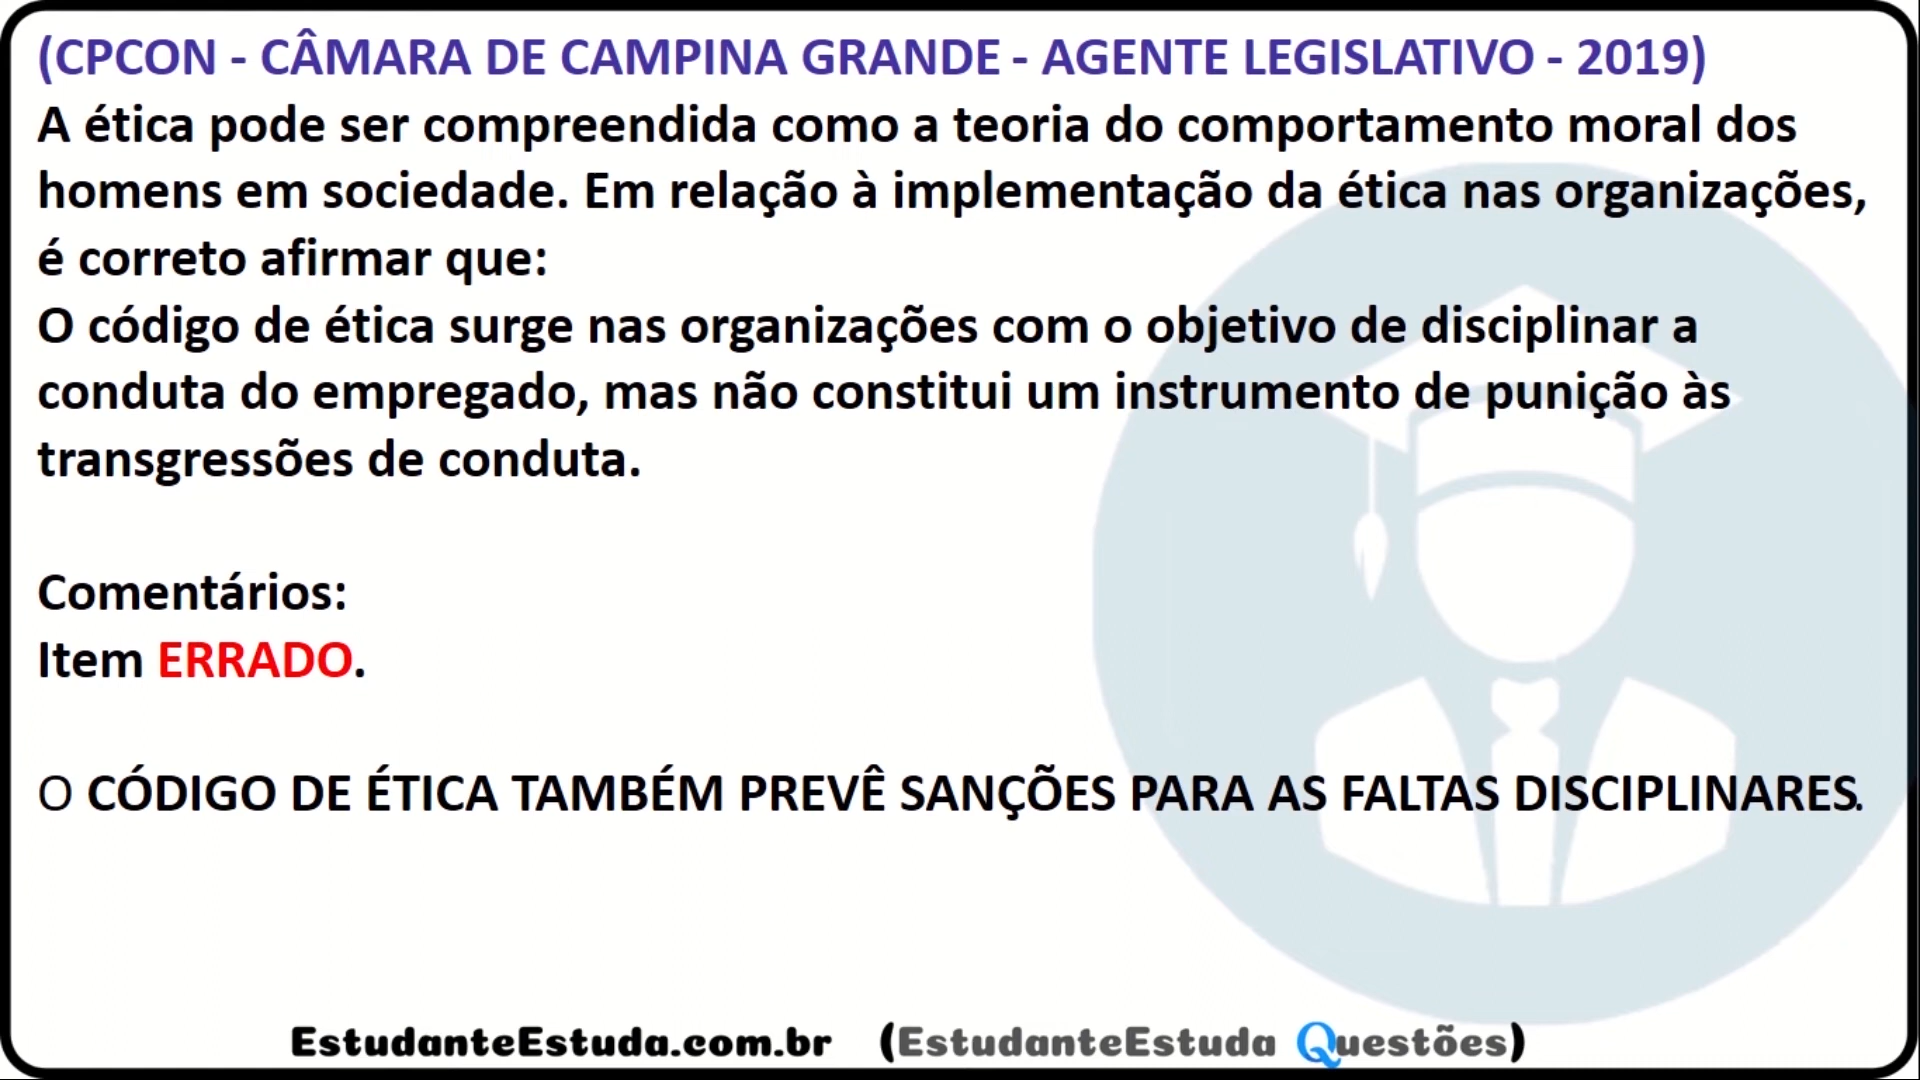 (CPCON - CÂMARA DE CAMPINA GRANDE - AGENTE LEGISLATIVO - 2019)
A ética pode ser compreendida como a teoria do comportamento moral dos
homens em sociedade. Em relação à implementação da ética nas organizações,
é correto afirmar que:
O código de ética surge nas organizações com o objetivo de disciplinar a
conduta do empregado, mas não constitui um instrumento de punição às
transgressões de conduta.
Comentários:
Item ERRADO.
O CÓDIGO DE ÉTICA TAMBÉM PREVÊ SANÇÕES PARA AS FALTAS DISCIPLINARES.
EstudanteEstuda.com.br (EstudanteEstuda Questões)